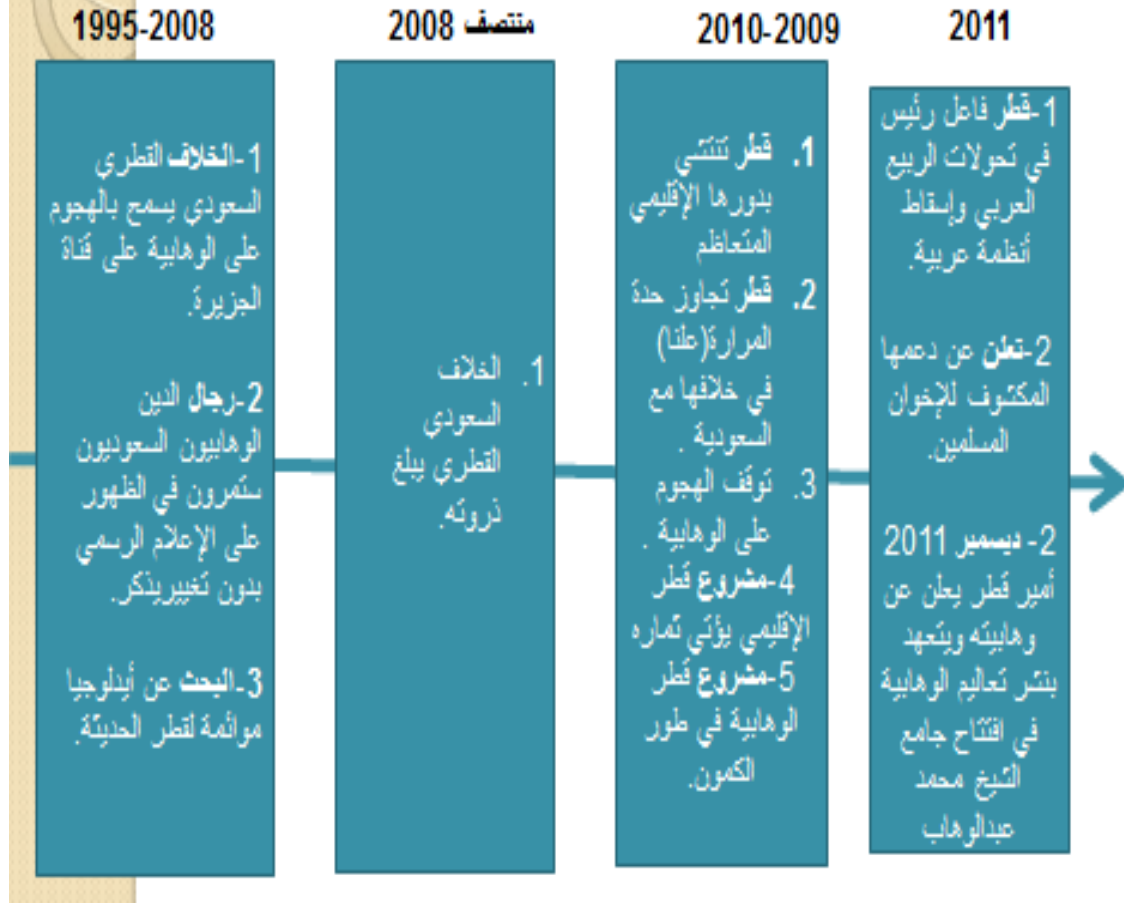 1995-2008
1-الخلاف القطري
السعودي يسمح بالهجوم
على الوهابية على قناة
الجزيرة.
2-رجال الدين
الوهابيون السعوديون
ستمرون في الظهور
على الإعلام الرسمي
بدون تغييريذكر.
3-البحث عن أيدلوجيا
موائمة لقطر الحديثة.
منتصف 2008
1. الخلاف
السعودي
القطري يبلغ
ذروته.
2010-2009
1. قطر تنتشي
بدورها الإقليمي
المتعاظم
2. قطر تجاوز حدة
المرارة(علنا)
في خلافها مع
السعودية .
3. توقف الهجوم
على الوهابية .
4-مشروع قطر
الإقليمي يؤتي ثماره
5-مشروع قطر
الوهابية في طور
الكمون.
2011
1-قطر فاعل رئيس
في تحولات الربيع
العربي وإسقاط
أنظمة عربية.
2-تعلن عن دعمها
المكشوف للإخوان
المسلمين.
2- ديسمبر 2011
أمير قطر يعلن عن
وهابيته ويتعهد
بنشر تعاليم الوهابية
في افتتاح جامع
الشيخ محمد
عبدالوهاب